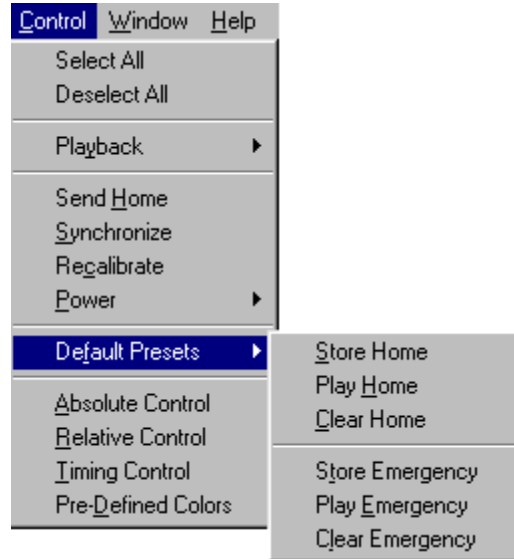 Control Window Help
Select All
Deselect All
Playback
Send Home
Synchronize
Recalibrate
Power
Default Presets
Absolute Control
Relative Control
Timing Control
Pre-Defined Colors
Store Home
Play Home
Clear Home
Store Emergency
Play Emergency
Clear Emergency